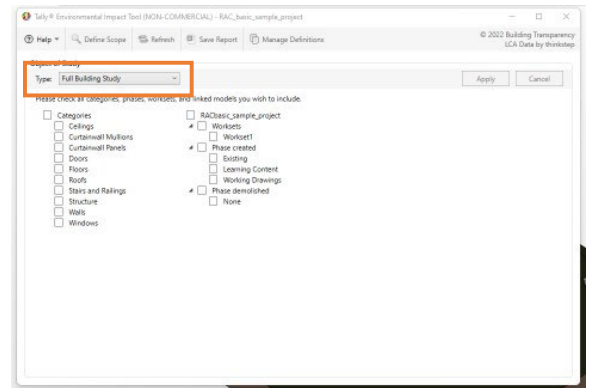 Tally® Environmental Impact Tool (NON-COMMERCIAL) - RAC_basic_sample_project
Help Define Scope Refresh Save Report Manage Definitions © 2022 Building Transparency
LCA Data by thinkstep
Object of Study
Type: Full Building Study Apply Cancel
Please check all categories, phases, worksets, and linked models you wish to include.
Categories RACbasic_sample_project
Ceilings Worksets
Curtainwall Mullions Workset1
Curtainwall Panels Phase created
Doors Existing
Floors Learning Content
Roofs Working Drawings
Stairs and Railings Phase demolished
Structure None
Walls
Windows